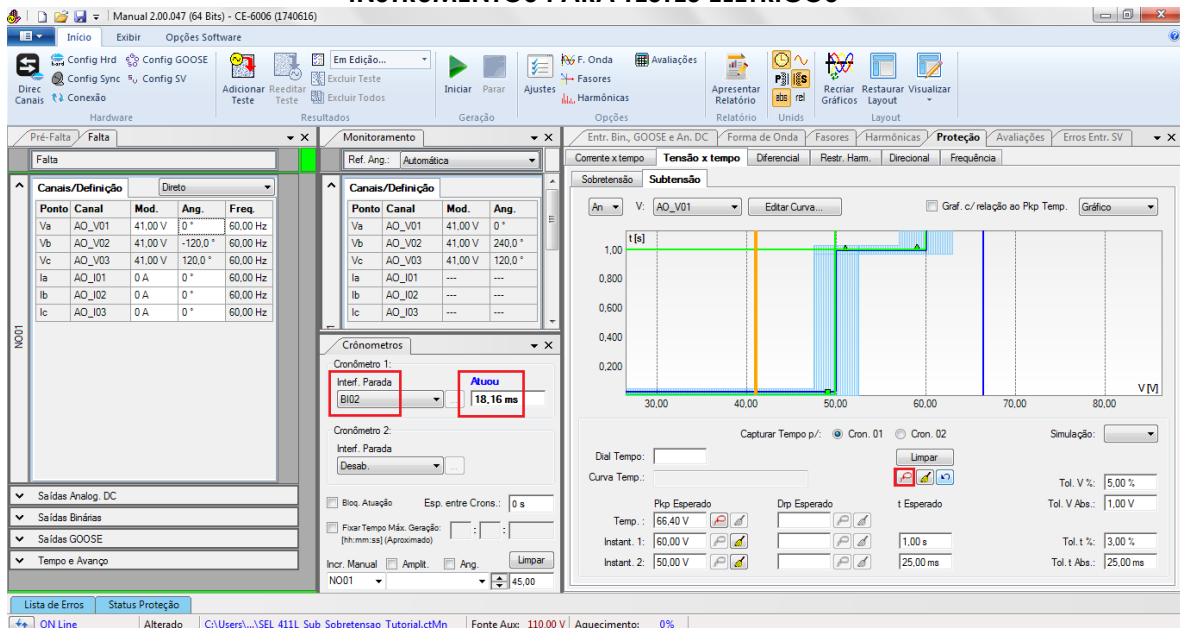 INSTRUMENTOS PARA TESTES ELÉTRICOS
Manual 2.00.047 (64 Bits) - CE-6006 (1740616)
Início Exibir Opções Software
Direc Canais
Config Hrd Config GOOSE
Config Sync Config SV
Conexão
Hardware
Adicionar Teste
Reeditar Teste
Em Edição...
Excluir Teste
Excluir Todos
Resultados
Iniciar Parar
Geração
Ajustes
F. Onda Avaliações
Fasores
Harmônicas
Opções
Apresentar Relatório
Relatório
abs rel
Unids
Recriar Gráficos
Restaurar Layout
Visualizar
Layout
Pré-Falta Falta
Falta
Canais/Definição Direto
Ponto Canal Mod. Ang. Freq.
Va AO_V01 41,00 V 0 ° 60,00 Hz
Vb AO_V02 41,00 V -120,0 ° 60,00 Hz
Vc AO_V03 41,00 V 120,0 ° 60,00 Hz
Ia AO_I01 0 A 0 ° 60,00 Hz
Ib AO_I02 0 A 0 ° 60,00 Hz
Ic AO_I03 0 A 0 ° 60,00 Hz
NO01
Saídas Analog. DC
Saídas Binárias
Saídas GOOSE
Tempo e Avanço
Monitoramento
Ref. Ang.: Automática
Canais/Definição
Ponto Canal Mod. Ang.
Va AO_V01 41,00 V 0 °
Vb AO_V02 41,00 V 240,0 °
Vc AO_V03 41,00 V 120,0 °
Ia AO_I01 --- ---
Ib AO_I02 --- ---
Ic AO_I03 --- ---
Crônometros
Cronômetro 1:
Interf. Parada Atuou
BI02 ... 18,16 ms
Cronômetro 2:
Interf. Parada
Desab. ...
Bloq. Atuação Esp. entre Crons.: 0 s
Fixar Tempo Máx. Geração: : :
[hh:mm:ss] (Aproximado)
Limpar
Incr. Manual Amplit. Ang.
NO01 45,00
Entr. Bin., GOOSE e An. DC Forma de Onda Fasores Harmônicas Proteção Avaliações Erros Entr. SV
Corrente x tempo Tensão x tempo Diferencial Restr. Harm. Direcional Frequência
Sobretensão Subtensão
An V: AO_V01 Editar Curva... Graf. c/ relação ao Pkp Temp. Gráfico
t [s]
1,00
0,800
0,600
0,400
0,200
V [V]
30,00 40,00 50,00 60,00 70,00 80,00
Capturar Tempo p/: Cron. 01 Cron. 02 Simulação:
Dial Tempo: Limpar
Curva Temp.: Tol. V %: 5,00 %
Pkp Esperado Drp Esperado t Esperado Tol. V Abs.: 1,00 V
Temp. : 66,40 V
Instant. 1: 60,00 V 1,00 s Tol. t %: 3,00 %
Instant. 2: 50,00 V 25,00 ms Tol. t Abs.: 25,00 ms
Lista de Erros Status Proteção
ON Line Alterado C:\Users\...\SEL_411L_Sub_Sobretensao_Tutorial.ctMn Fonte Aux: 110.00 V Aquecimento: 0%